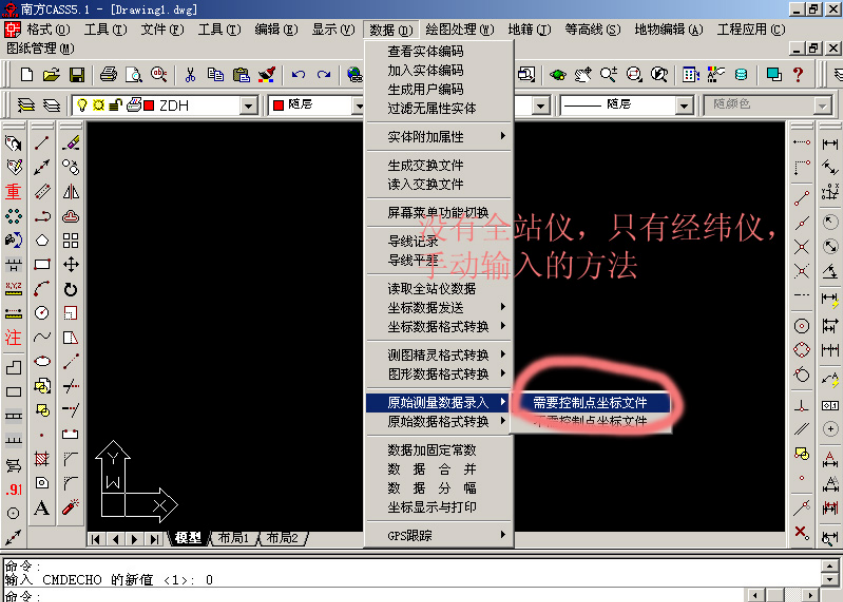 南方CASS5.1 - [Drawing1.dwg]
格式(O) 工具(T) 文件(F) 工具(T) 编辑(E) 显示(V) 数据(D) 绘图处理(W) 地籍(J) 等高线(S) 地物编辑(A) 工程应用(C)
图纸管理(M)
ZDH 随层 随层 随颜色
查看实体编码
加入实体编码
生成用户编码
过滤无属性实体
实体附加属性
生成交换文件
读入交换文件
屏幕菜单功能切换
导线记录
导线平差
没有全站仪，只有经纬仪，
手动输入的方法
读取全站仪数据
坐标数据发送
坐标数据格式转换
测图精灵格式转换
图形数据格式转换
原始测量数据录入
需要控制点坐标文件
原始数据格式转换
不需控制点坐标文件
数据加固定常数
数据合并
数据分幅
坐标显示与打印
GPS跟踪
重
X,Y,Z
注
.91
A
Y
W
X
模型 布局1 布局2
命令:
输入 CMDECHO 的新值 <1>: 0
命令: